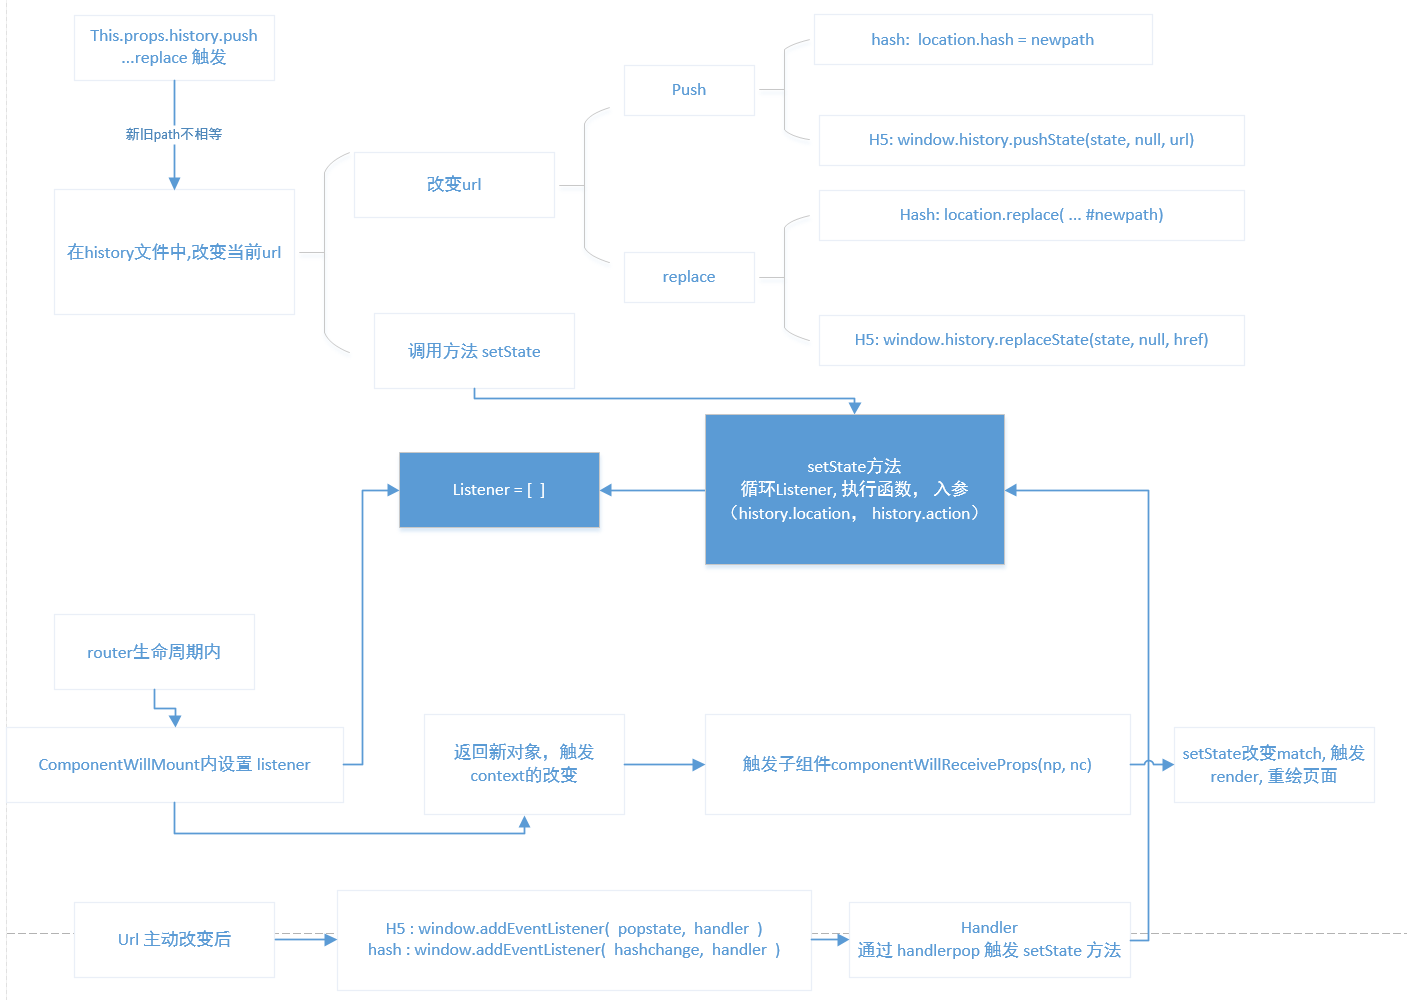 This.props.history.push
...replace 触发
新旧path不相等
在history文件中,改变当前url
改变url
调用方法 setState
Push
replace
hash:  location.hash = newpath
H5: window.history.pushState(state, null, url)
Hash: location.replace( ... #newpath)
H5: window.history.replaceState(state, null, href)
Listener = [  ]
setState方法
循环Listener, 执行函数， 入参
（history.location， history.action）
router生命周期内
ComponentWillMount内设置 listener
返回新对象，触发
context的改变
触发子组件componentWillReceiveProps(np, nc)
setState改变match, 触发
render, 重绘页面
Url 主动改变后
H5 : window.addEventListener(  popstate,  handler  )
hash : window.addEventListener(  hashchange,  handler  )
Handler
通过 handlerpop 触发 setState 方法